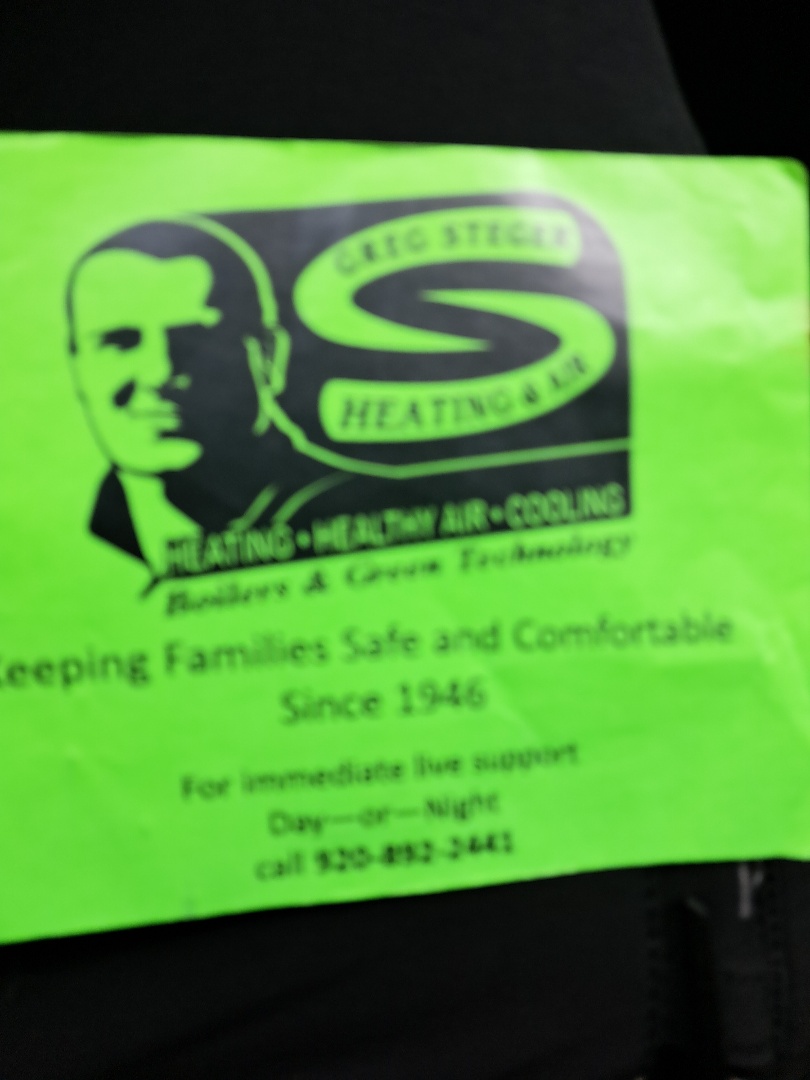 GREG STEGER
HEATING & AIR
HEATING • HEALTHY AIR • COOLING
Boilers & Green Technology
Keeping Families Safe and Comfortable
Since 1946
For immediate live support
Day—or—Night
call 920-892-2441